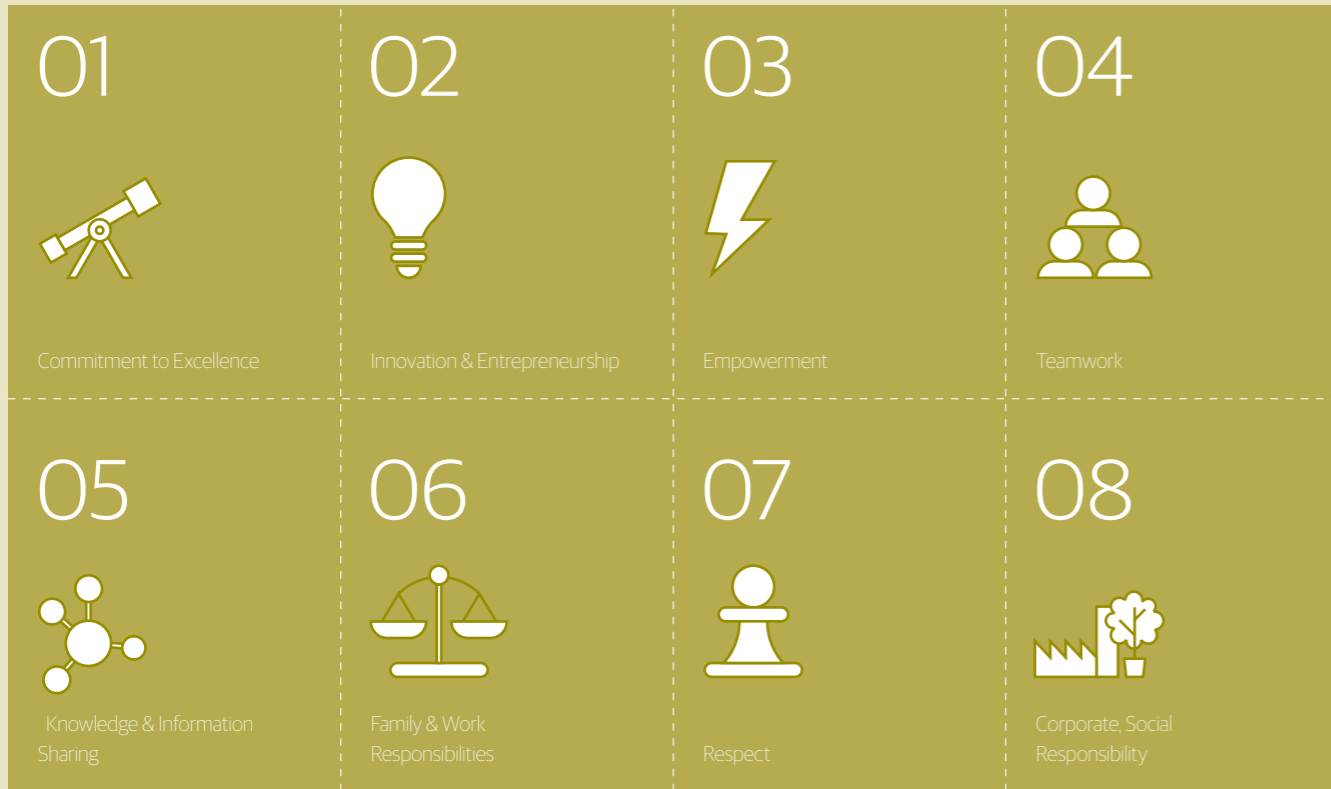 01
Commitment to Excellence
02
Innovation & Entrepreneurship
03
Empowerment
04
Teamwork
05
Knowledge & Information
Sharing
06
Family & Work
Responsibilities
07
Respect
08
Corporate, Social
Responsibility